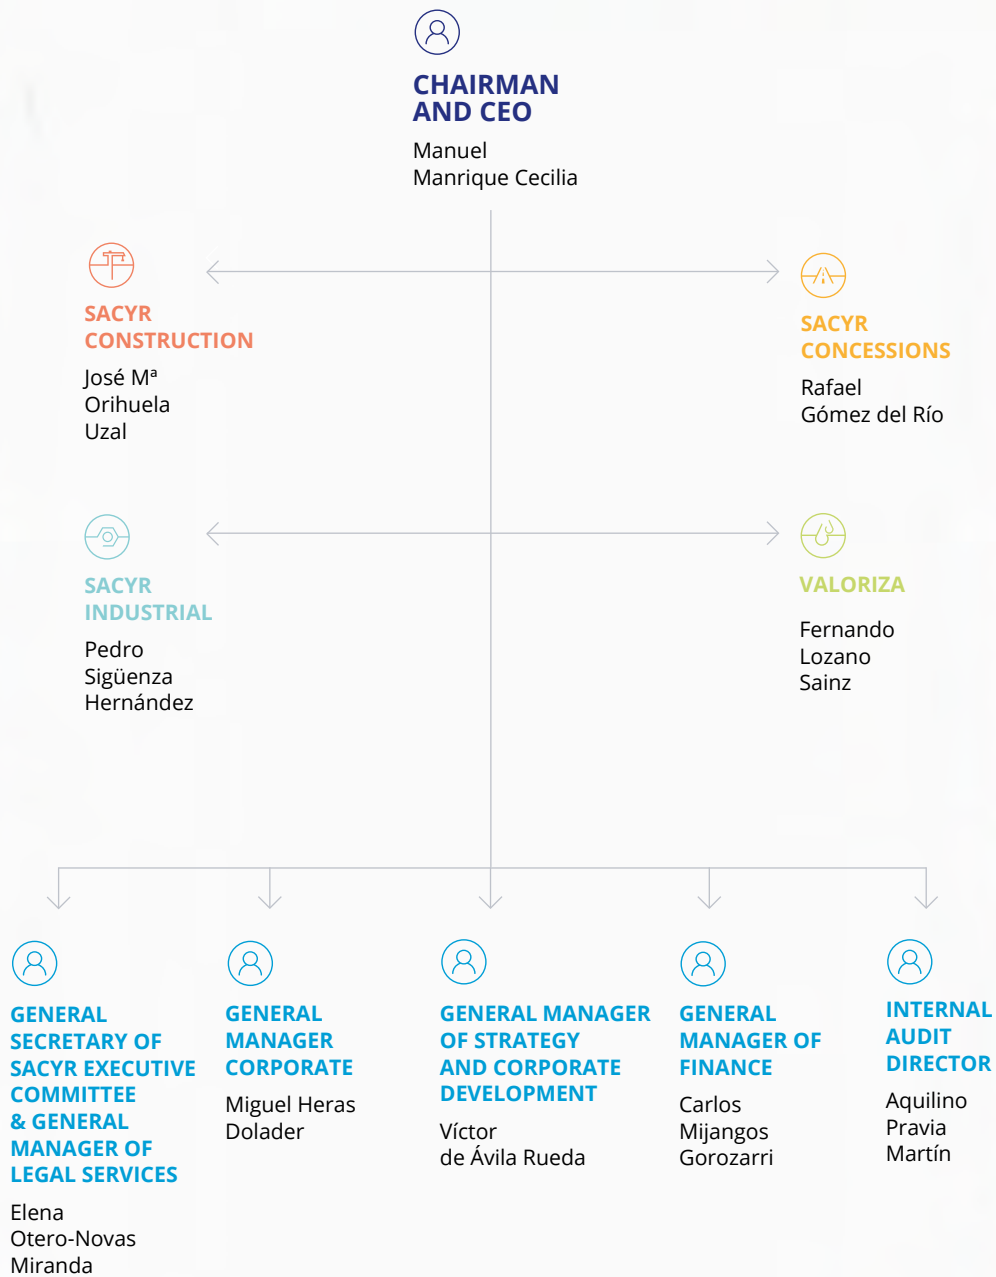 CHAIRMAN
AND CEO
Manuel
Manrique Cecilia
SACYR
CONSTRUCTION
José Mª
Orihuela
Uzal
SACYR
CONCESSIONS
Rafael
Gómez del Río
SACYR
INDUSTRIAL
Pedro
Sigüenza
Hernández
VALORIZA
Fernando
Lozano
Sainz
GENERAL
SECRETARY OF
SACYR EXECUTIVE
COMMITTEE
& GENERAL
MANAGER OF
LEGAL SERVICES
Elena
Otero-Novas
Miranda
GENERAL
MANAGER
CORPORATE
Miguel Heras
Dolader
GENERAL MANAGER
OF STRATEGY
AND CORPORATE
DEVELOPMENT
Víctor
de Ávila Rueda
GENERAL
MANAGER OF
FINANCE
Carlos
Mijangos
Gorozarri
INTERNAL
AUDIT
DIRECTOR
Aquilino
Pravia
Martín